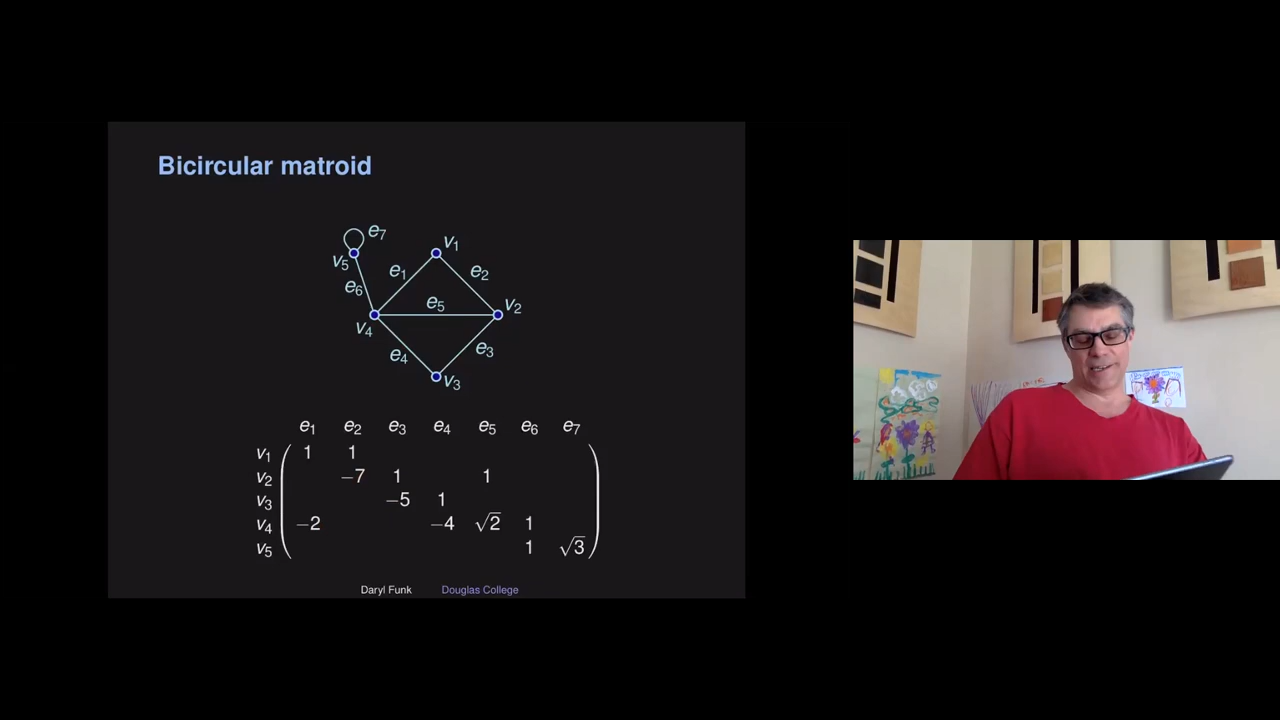 Bicircular matroid
e₇
v₁
v₅
e₁ e₂
e₆
e₅
v₂
v₄
e₄ e₃
v₃
e₁ e₂ e₃ e₄ e₅ e₆ e₇
v₁ 1 1
v₂ −7 1 1
v₃ −5 1
v₄ −2 −4 √2 1
v₅ 1 √3
Daryl Funk Douglas College